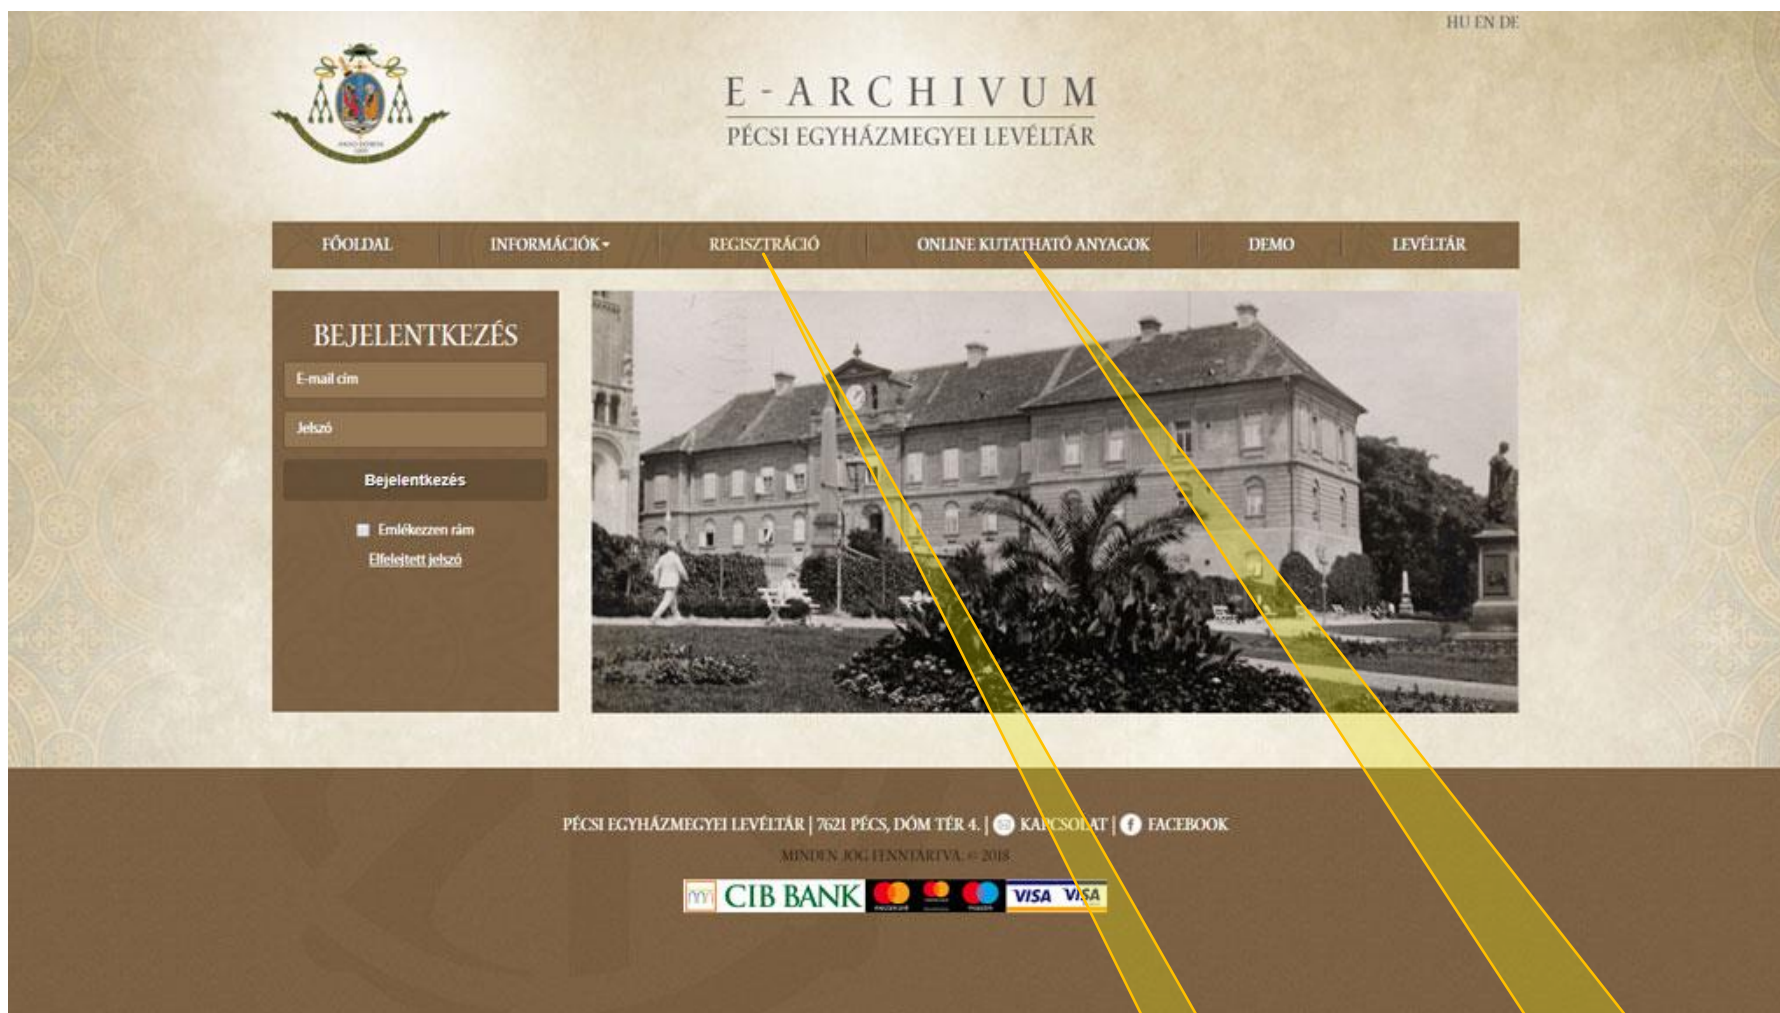 HU EN DE
E - ARCHIVUM
PÉCSI EGYHÁZMEGYEI LEVÉLTÁR
FŐOLDAL INFORMÁCIÓK REGISZTRÁCIÓ ONLINE KUTATHATÓ ANYAGOK DEMO LEVÉLTÁR
BEJELENTKEZÉS
E-mail cím
Jelszó
Bejelentkezés
Emlékezzen rám
Elfelejtett jelszó
PÉCSI EGYHÁZMEGYEI LEVÉLTÁR | 7621 PÉCS, DÓM TÉR 4. | KAPCSOLAT | FACEBOOK
MINDEN JOG FENNTARTVA. © 2018
CIB BANK VISA VISA